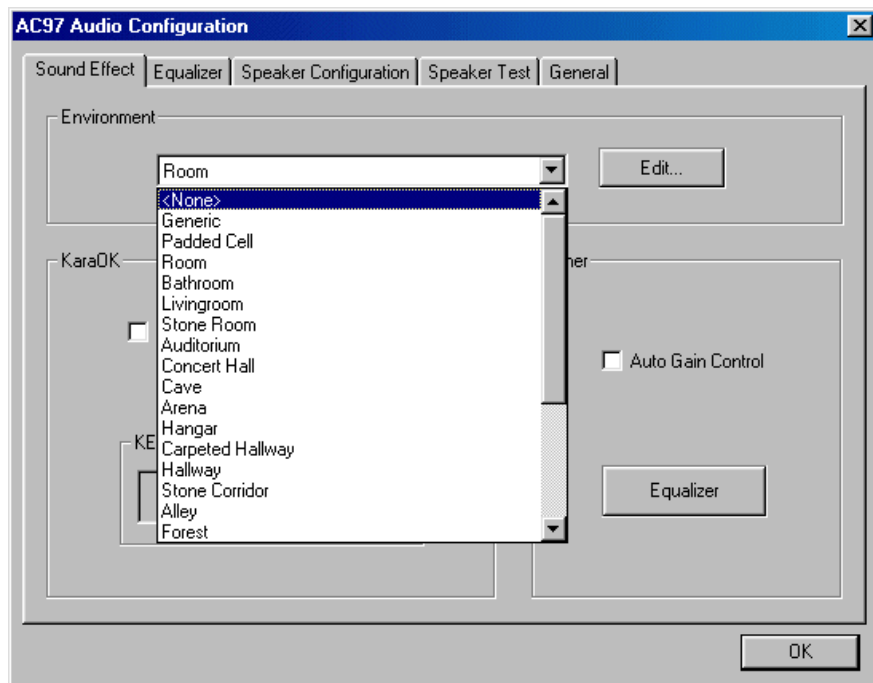 AC97 Audio Configuration
Sound Effect Equalizer Speaker Configuration Speaker Test General
Environment
Room
Edit...
<None>
Generic
Padded Cell
Room
Bathroom
Livingroom
Stone Room
Auditorium
Concert Hall
Cave
Arena
Hangar
Carpeted Hallway
Hallway
Stone Corridor
Alley
Forest
KaraOK
KE
her
Auto Gain Control
Equalizer
OK